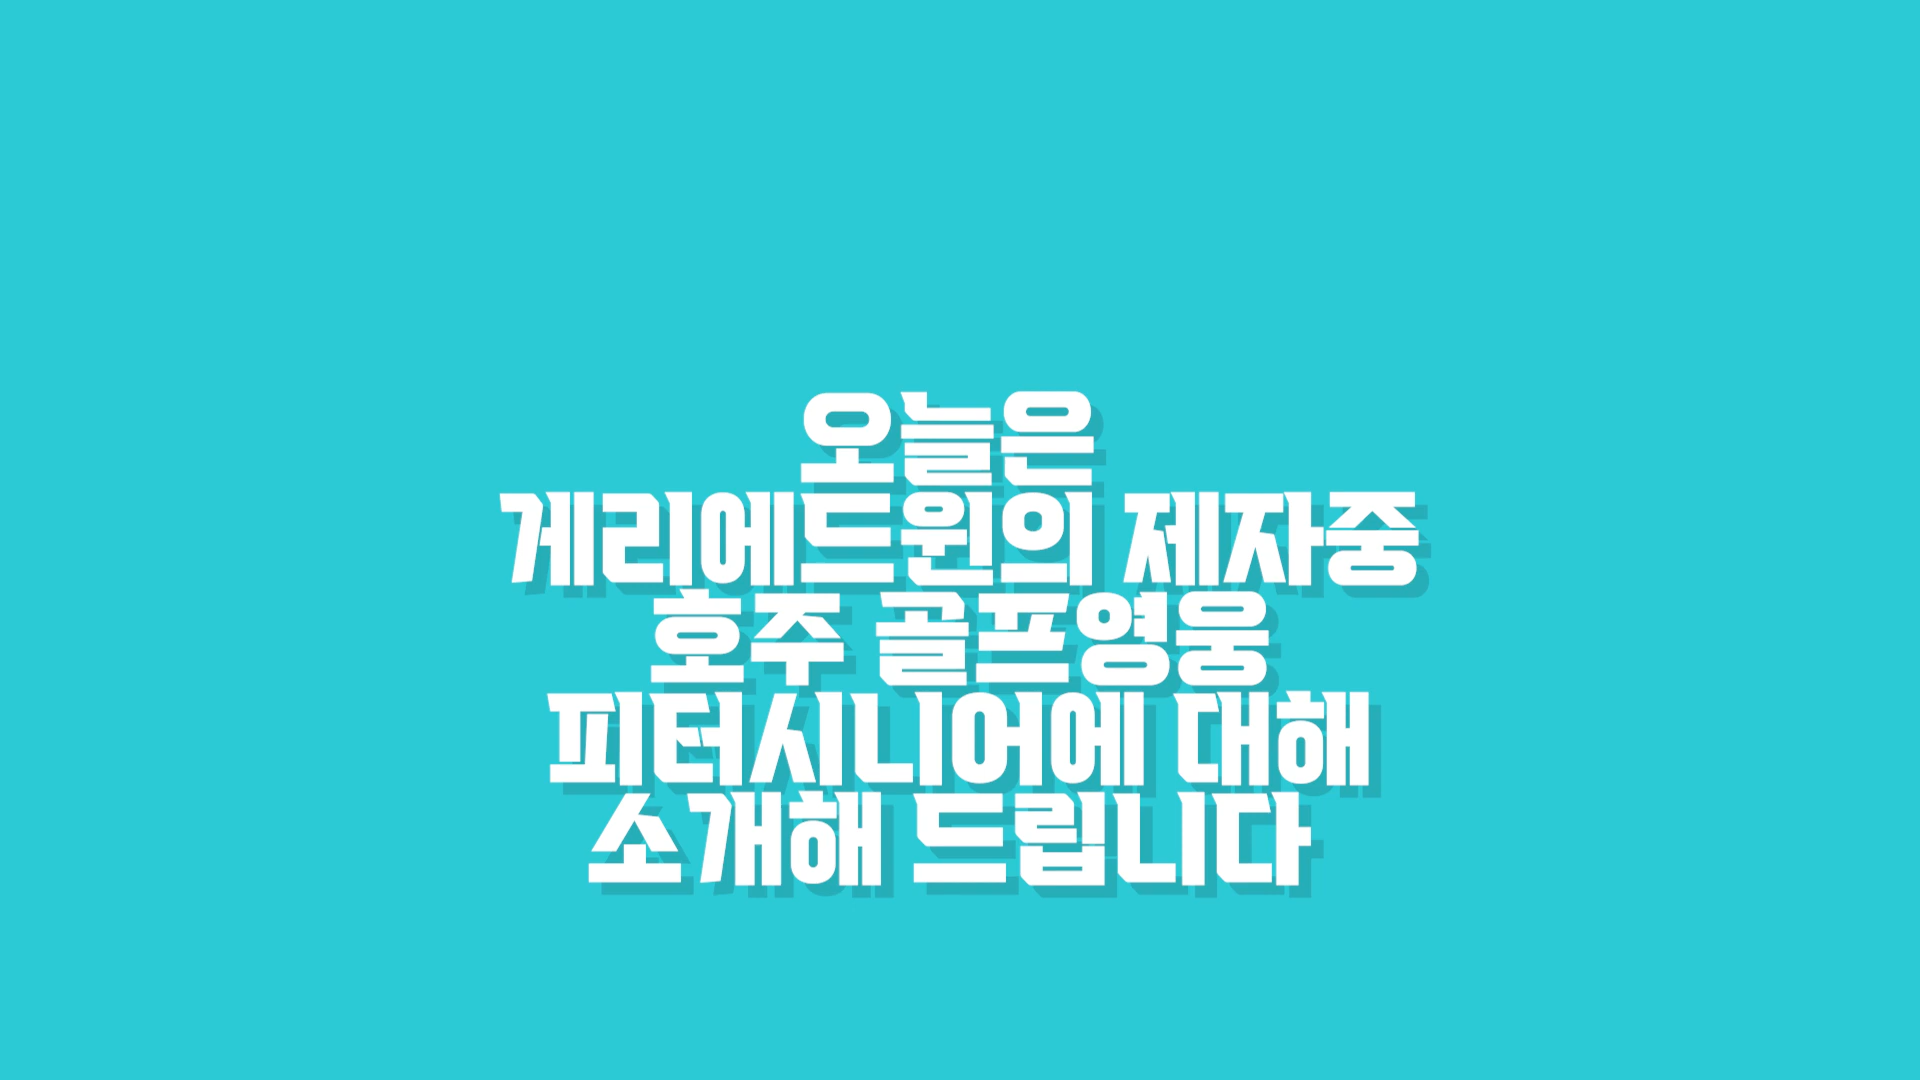 오늘은
게리에드윈의 제자중
호주 골프영웅
피터시니어에 대해
소개해 드립니다